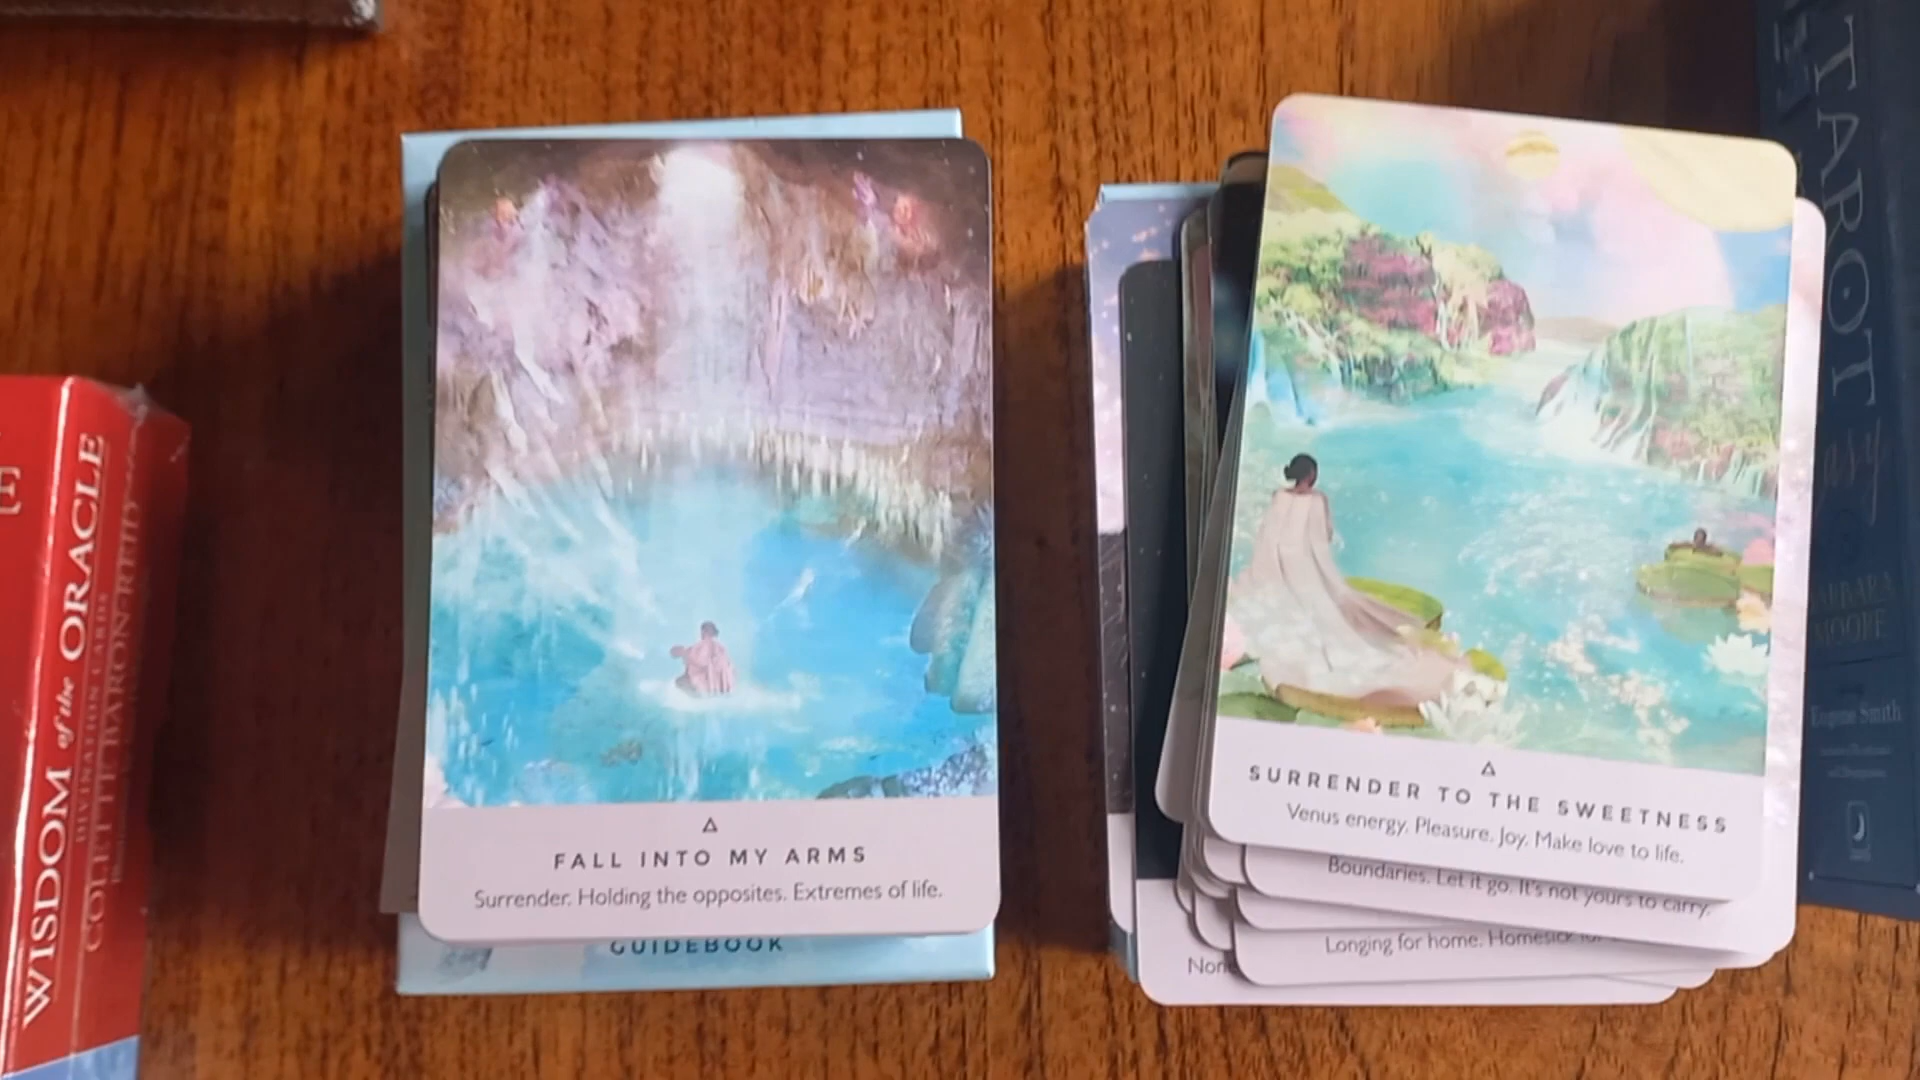 WISDOM of the ORACLE
DIVINATION CARDS
COLETTE BARON-REID
FALL INTO MY ARMS
Surrender. Holding the opposites. Extremes of life.
GUIDEBOOK
SURRENDER TO THE SWEETNESS
Venus energy. Pleasure. Joy. Make love to life.
Boundaries. Let it go. It's not yours to carry.
Longing for home.
TAROT
BARBARA
MOORE
Eugene Smith